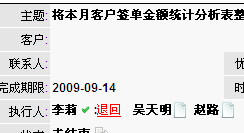 主题: 将本月客户签单金额统计分析表整
客户:
联系人:
完成期限: 2009-09-14
执行人: 李莉 :退回 吴天明 赵路